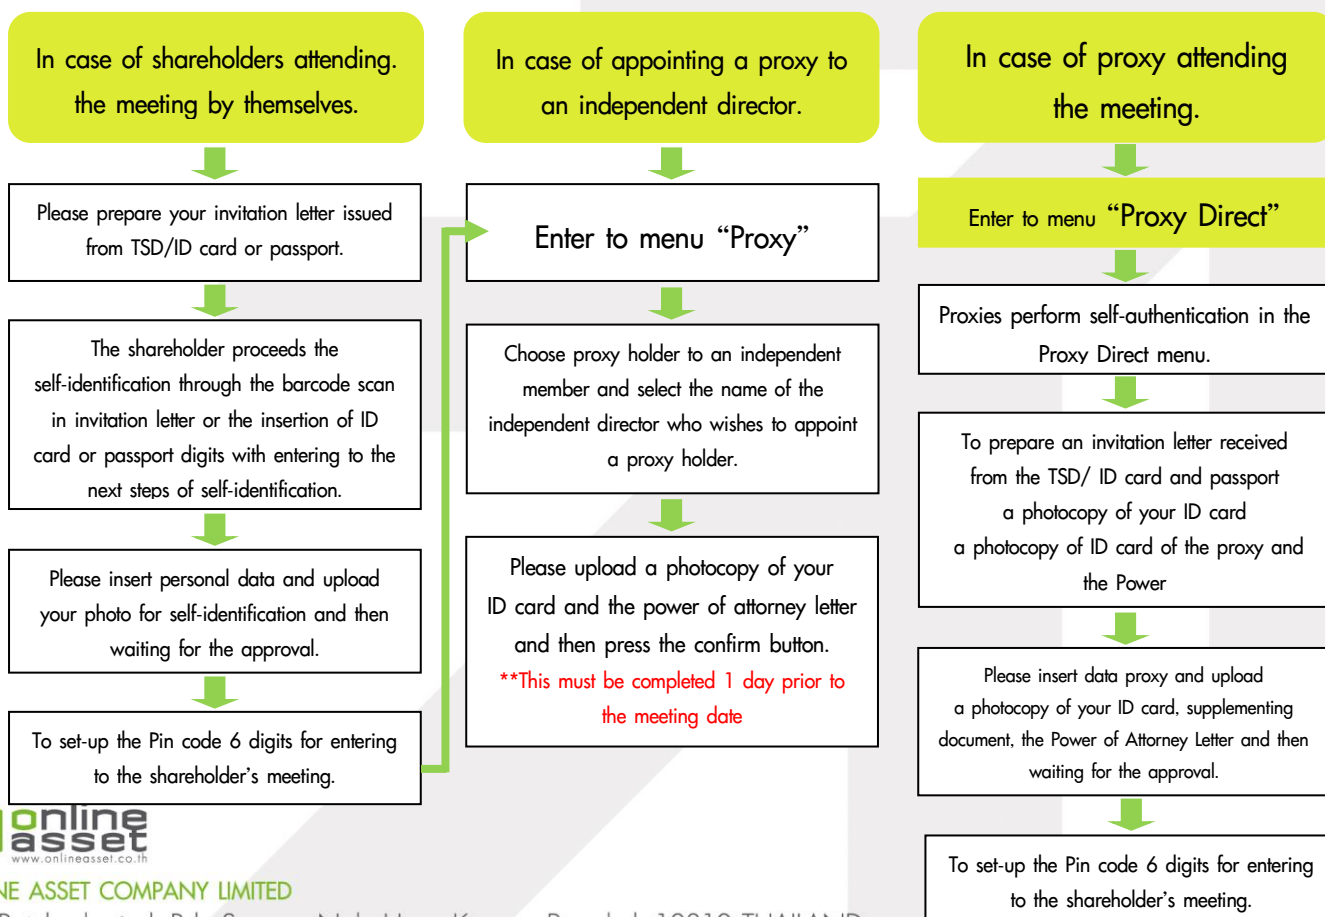 In case of shareholders attending.
the meeting by themselves.
Please prepare your invitation letter issued
from TSD/ID card or passport.
The shareholder proceeds the
self-identification through the barcode scan
in invitation letter or the insertion of ID
card or passport digits with entering to the
next steps of self-identification.
Please insert personal data and upload
your photo for self-identification and then
waiting for the approval.
To set-up the Pin code 6 digits for entering
to the shareholder's meeting.
In case of appointing a proxy to
an independent director.
Enter to menu “Proxy”
Choose proxy holder to an independent
member and select the name of the
independent director who wishes to appoint
a proxy holder.
Please upload a photocopy of your
ID card and the power of attorney letter
and then press the confirm button.
**This must be completed 1 day prior to
the meeting date
In case of proxy attending
the meeting.
Enter to menu “Proxy Direct”
Proxies perform self-authentication in the
Proxy Direct menu.
To prepare an invitation letter received
from the TSD/ ID card and passport
a photocopy of your ID card
a photocopy of ID card of the proxy and
the Power
Please insert data proxy and upload
a photocopy of your ID card, supplementing
document, the Power of Attorney Letter and then
waiting for the approval.
To set-up the Pin code 6 digits for entering
to the shareholder's meeting.
online
asset
www.onlineasset.co.th
NE ASSET COMPANY LIMITED